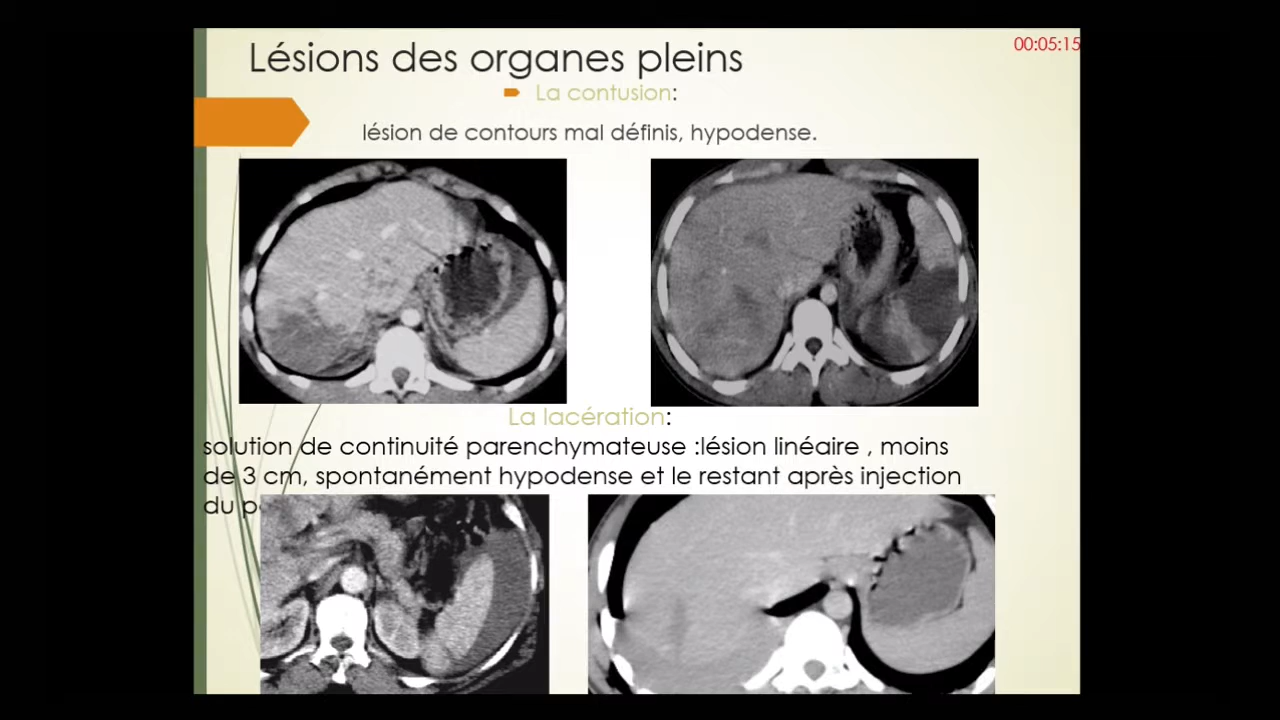 Lésions des organes pleins
00:05:15
La contusion:
lésion de contours mal définis, hypodense.
La lacération:
solution de continuité parenchymateuse :lésion linéaire , moins
de 3 cm, spontanément hypodense et le restant après injection
du